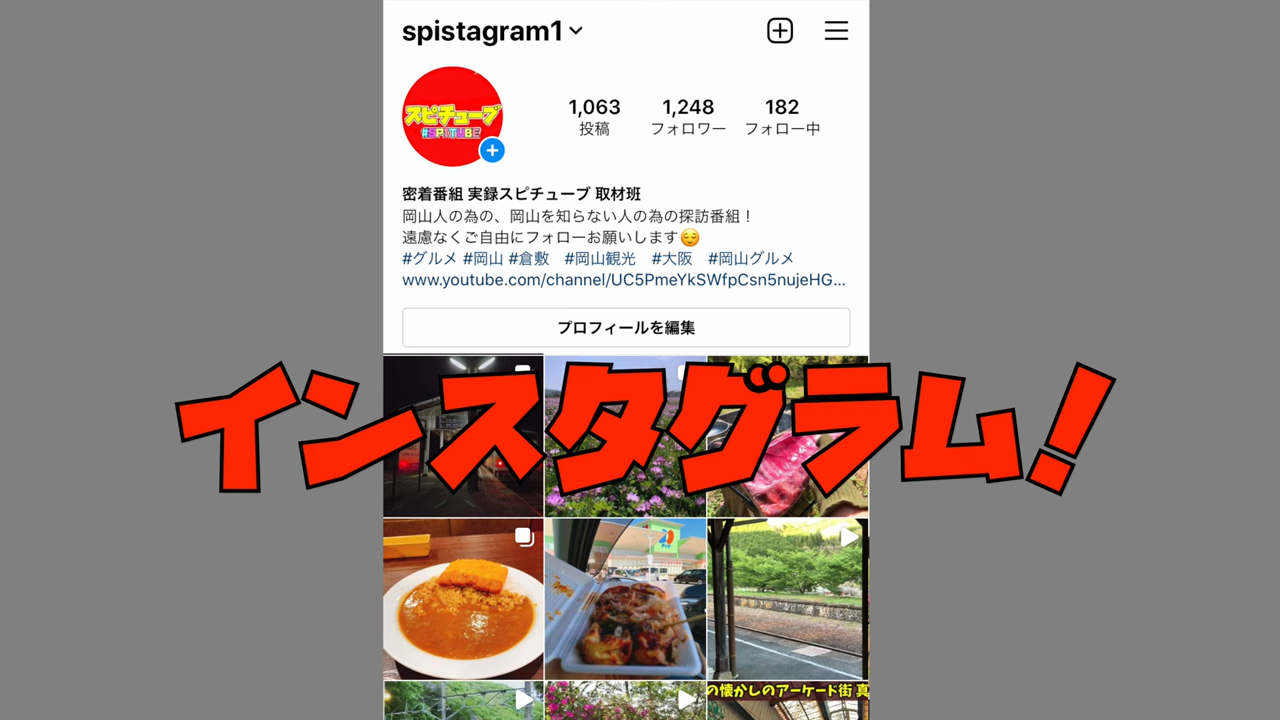 spistagram1
スピチューブ
#SPITUBE
1,063
1,248
182
投稿
フォロワー
フォロー中
密着番組 実録スピチューブ 取材班
岡山人の為の、岡山を知らない人の為の探訪番組！
遠慮なくご自由にフォローお願いします😌
#グルメ #岡山 #倉敷 #岡山観光 #大阪 #岡山グルメ
www.youtube.com/channel/UC5PmeYkSWfpCsn5nujeHG...
プロフィールを編集
インスタグラム！
の懐かしのアーケード街 真